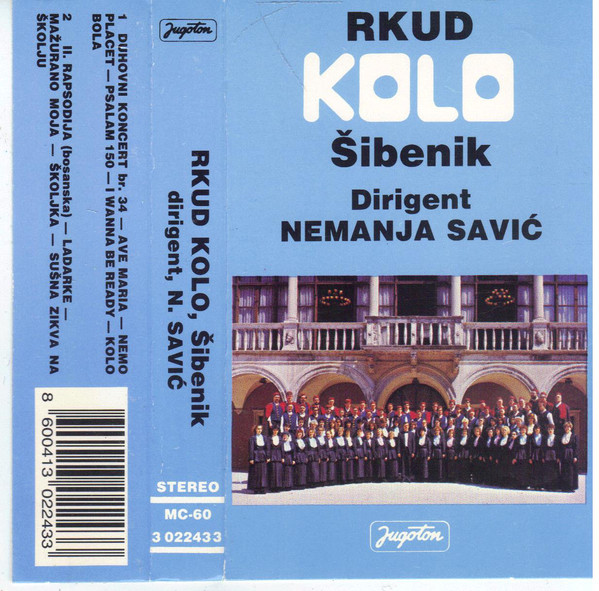 Jugoton
1 DUHOVNI KONCERT br. 34 — AVE MARIA — NEMO
PLACET — PSALAM 150 — I WANNA BE READY — KOLO
BOLA
2 II. RAPSODIJA (bosanska) — LADARKE —
MAŽURANO MOJA — ŠKOLJKA — SUŠNA ZIKVA NA
ŠKOLJU
8 600413 022433
RKUD KOLO, Šibenik
dirigent, N. SAVIĆ
STEREO
MC-60
3 022433
RKUD
KOLO
Šibenik
Dirigent
NEMANJA SAVIĆ
Jugoton